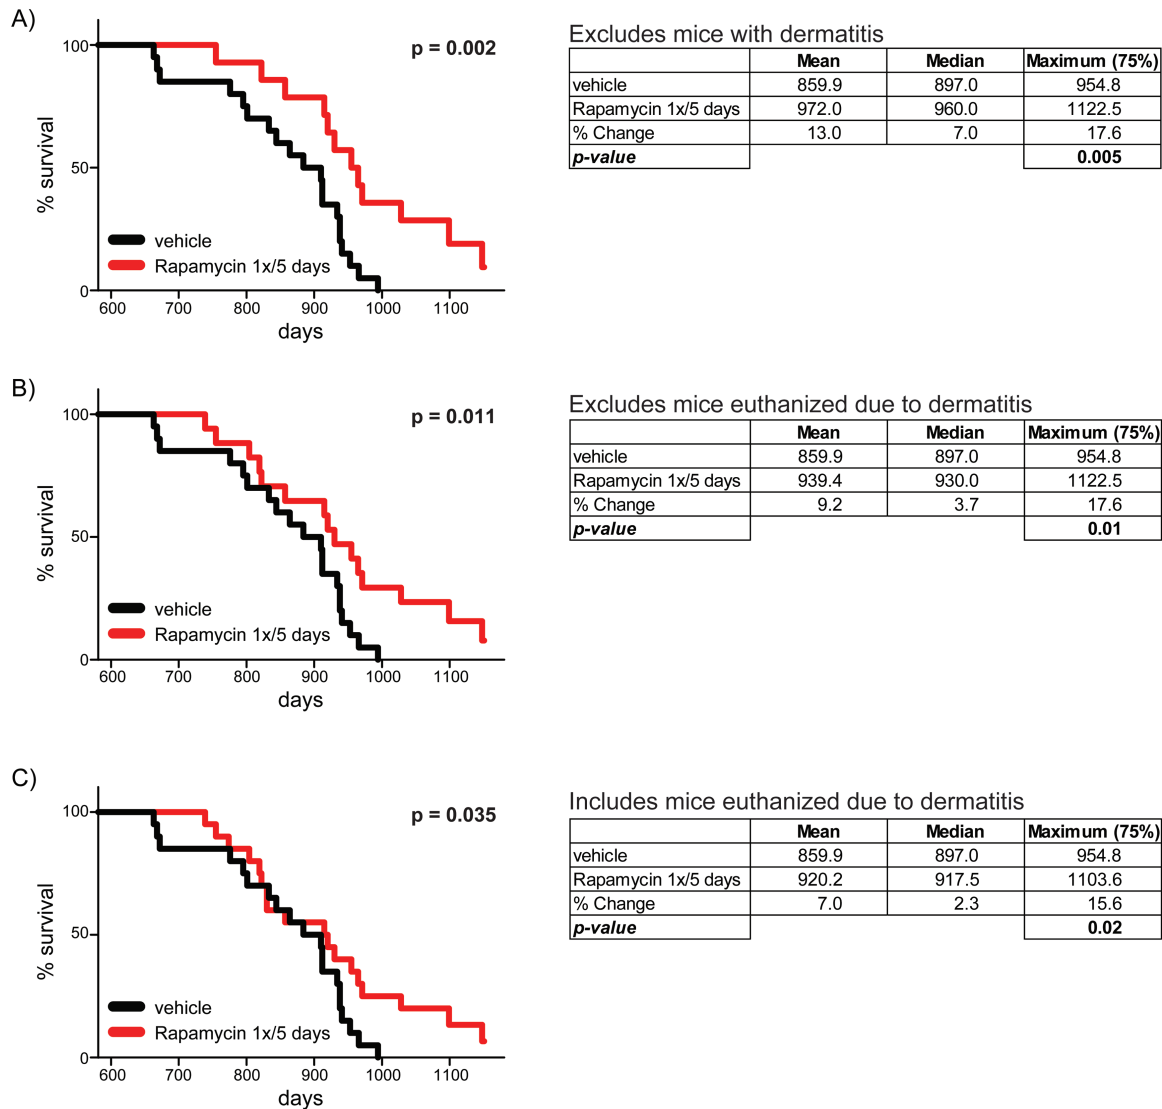 A)
100
50
0
% survival
p = 0.002
vehicle
Rapamycin 1x/5 days
600 700 800 900 1000 1100
days
Excludes mice with dermatitis
Mean Median Maximum (75%)
vehicle 859.9 897.0 954.8
Rapamycin 1x/5 days 972.0 960.0 1122.5
% Change 13.0 7.0 17.6
p-value 0.005
B)
100
50
0
% survival
p = 0.011
vehicle
Rapamycin 1x/5 days
600 700 800 900 1000 1100
days
Excludes mice euthanized due to dermatitis
Mean Median Maximum (75%)
vehicle 859.9 897.0 954.8
Rapamycin 1x/5 days 939.4 930.0 1122.5
% Change 9.2 3.7 17.6
p-value 0.01
C)
100
50
0
% survival
p = 0.035
vehicle
Rapamycin 1x/5 days
600 700 800 900 1000 1100
days
Includes mice euthanized due to dermatitis
Mean Median Maximum (75%)
vehicle 859.9 897.0 954.8
Rapamycin 1x/5 days 920.2 917.5 1103.6
% Change 7.0 2.3 15.6
p-value 0.02